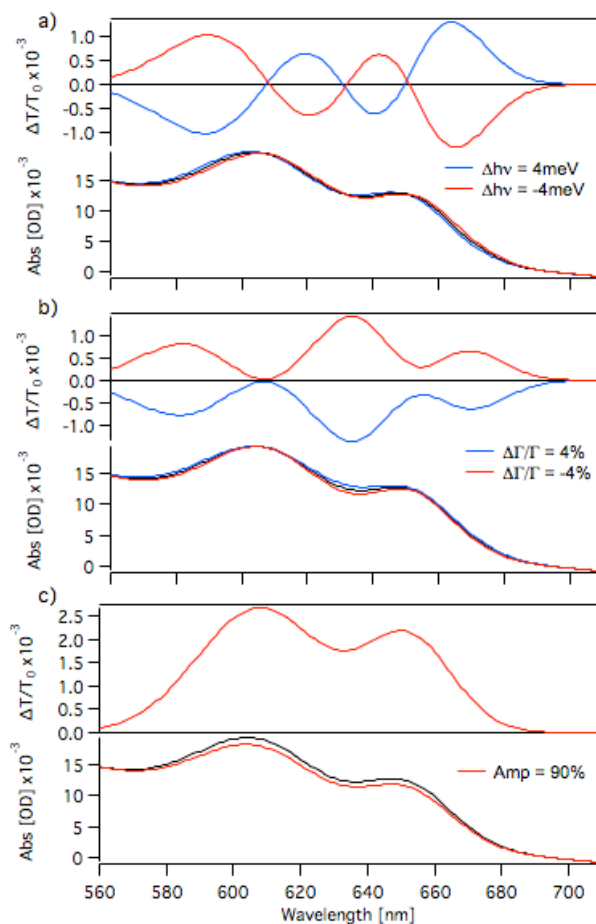 a)
ΔT/T₀ x10⁻³
1.0
0.5
0.0
-0.5
-1.0
Abs [OD] x10⁻³
15
10
5
0
Δhν = 4meV
Δhν = -4meV
b)
ΔT/T₀ x10⁻³
1.0
0.5
0.0
-0.5
-1.0
Abs [OD] x10⁻³
15
10
5
0
ΔΓ/Γ = 4%
ΔΓ/Γ = -4%
c)
ΔT/T₀ x10⁻³
2.5
2.0
1.5
1.0
0.5
0.0
Abs [OD] x10⁻³
15
10
5
0
Amp = 90%
560 580 600 620 640 660 680 700
Wavelength [nm]